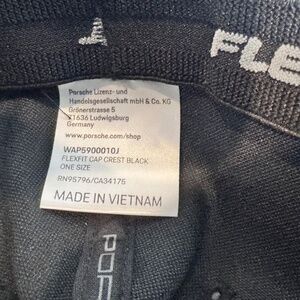 FLE
Porsche Lizenz- und
Handelsgesellschaft mbH & Co. KG
Grönerstrasse 5
71636 Ludwigsburg
Germany
www.porsche.com/shop
WAP5900010J
FLEXFIT CAP CREST BLACK
ONE SIZE
RN95796/CA34175
MADE IN VIETNAM
POR